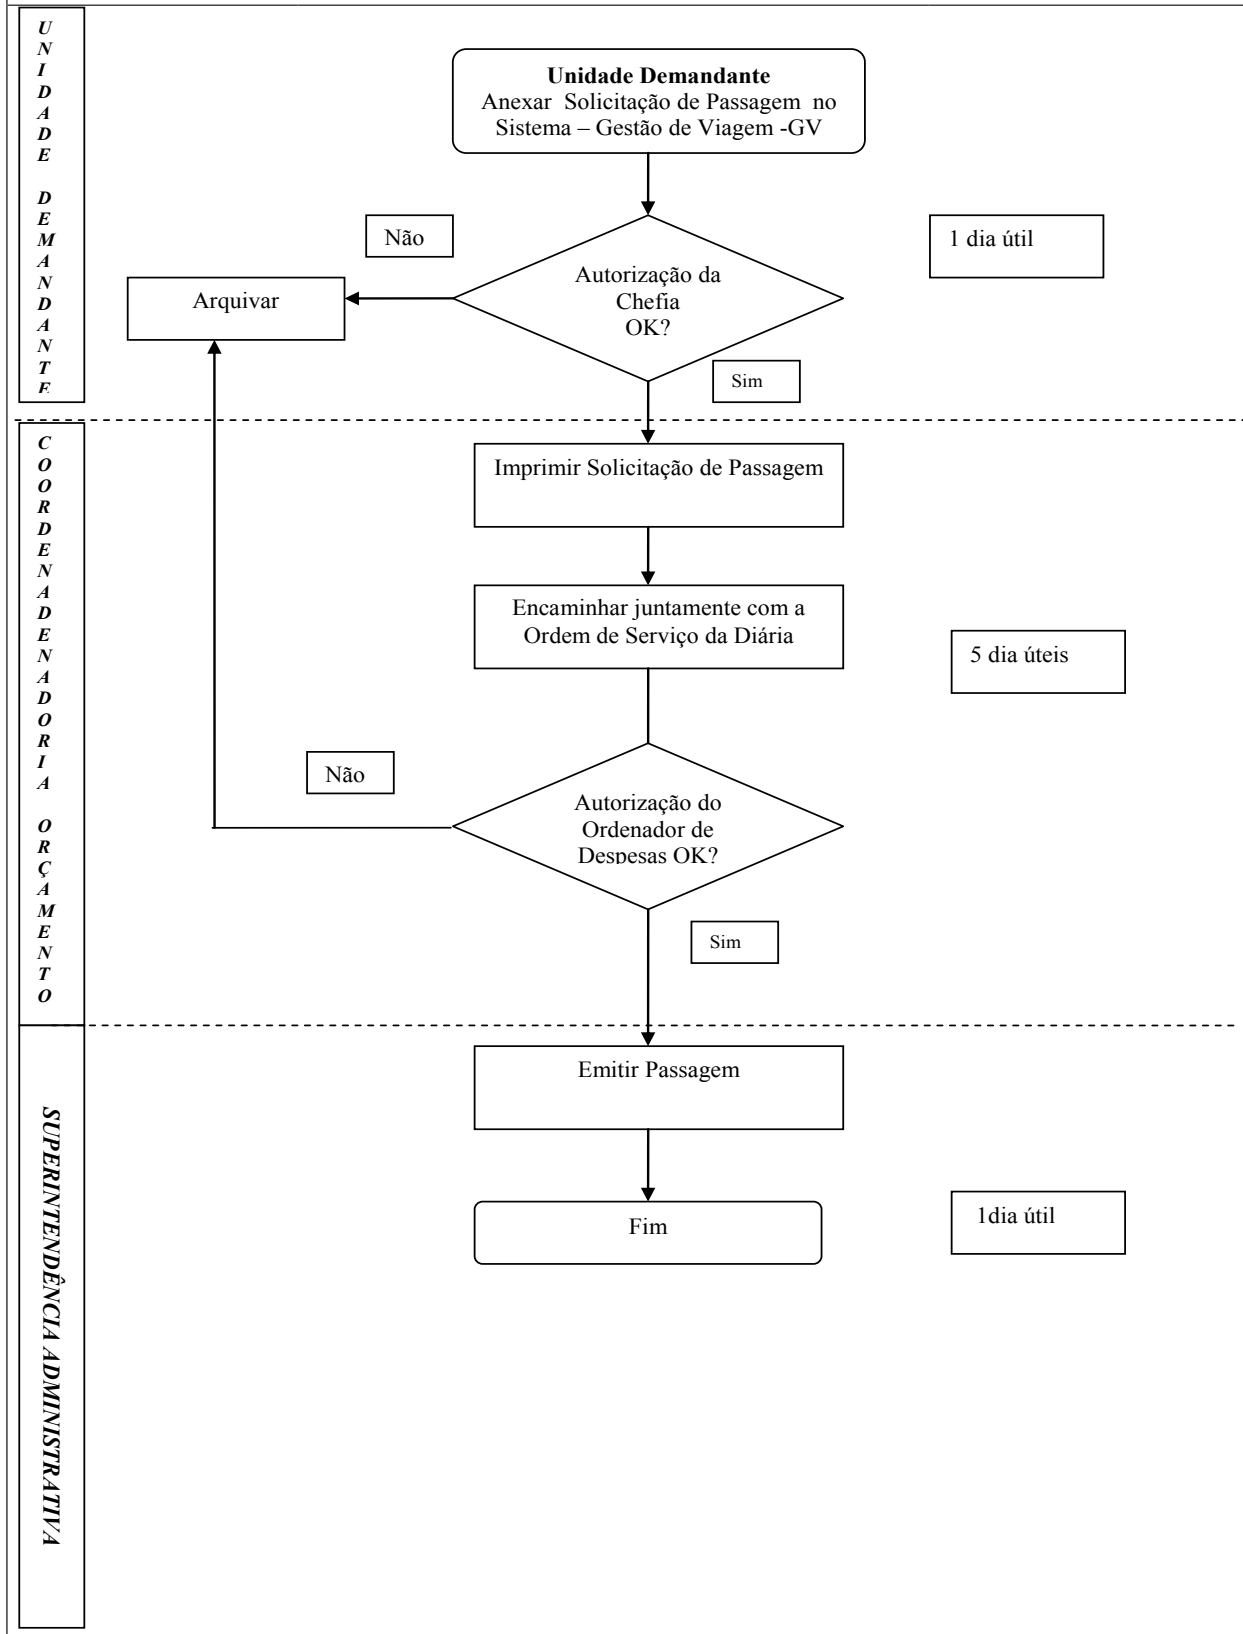 UNIDADE DEMANDANTE
Unidade Demandante
Anexar Solicitação de Passagem no
Sistema – Gestão de Viagem -GV
Não
1 dia útil
Autorização da
Chefia
OK?
Arquivar
Sim
COORDENADENADORIA ORÇAMENTO
Imprimir Solicitação de Passagem
Encaminhar juntamente com a
Ordem de Serviço da Diária
5 dia úteis
Não
Autorização do
Ordenador de
Despesas OK?
Sim
SUPERINTENDÊNCIA ADMINISTRATIVA
Emitir Passagem
Fim
1dia útil